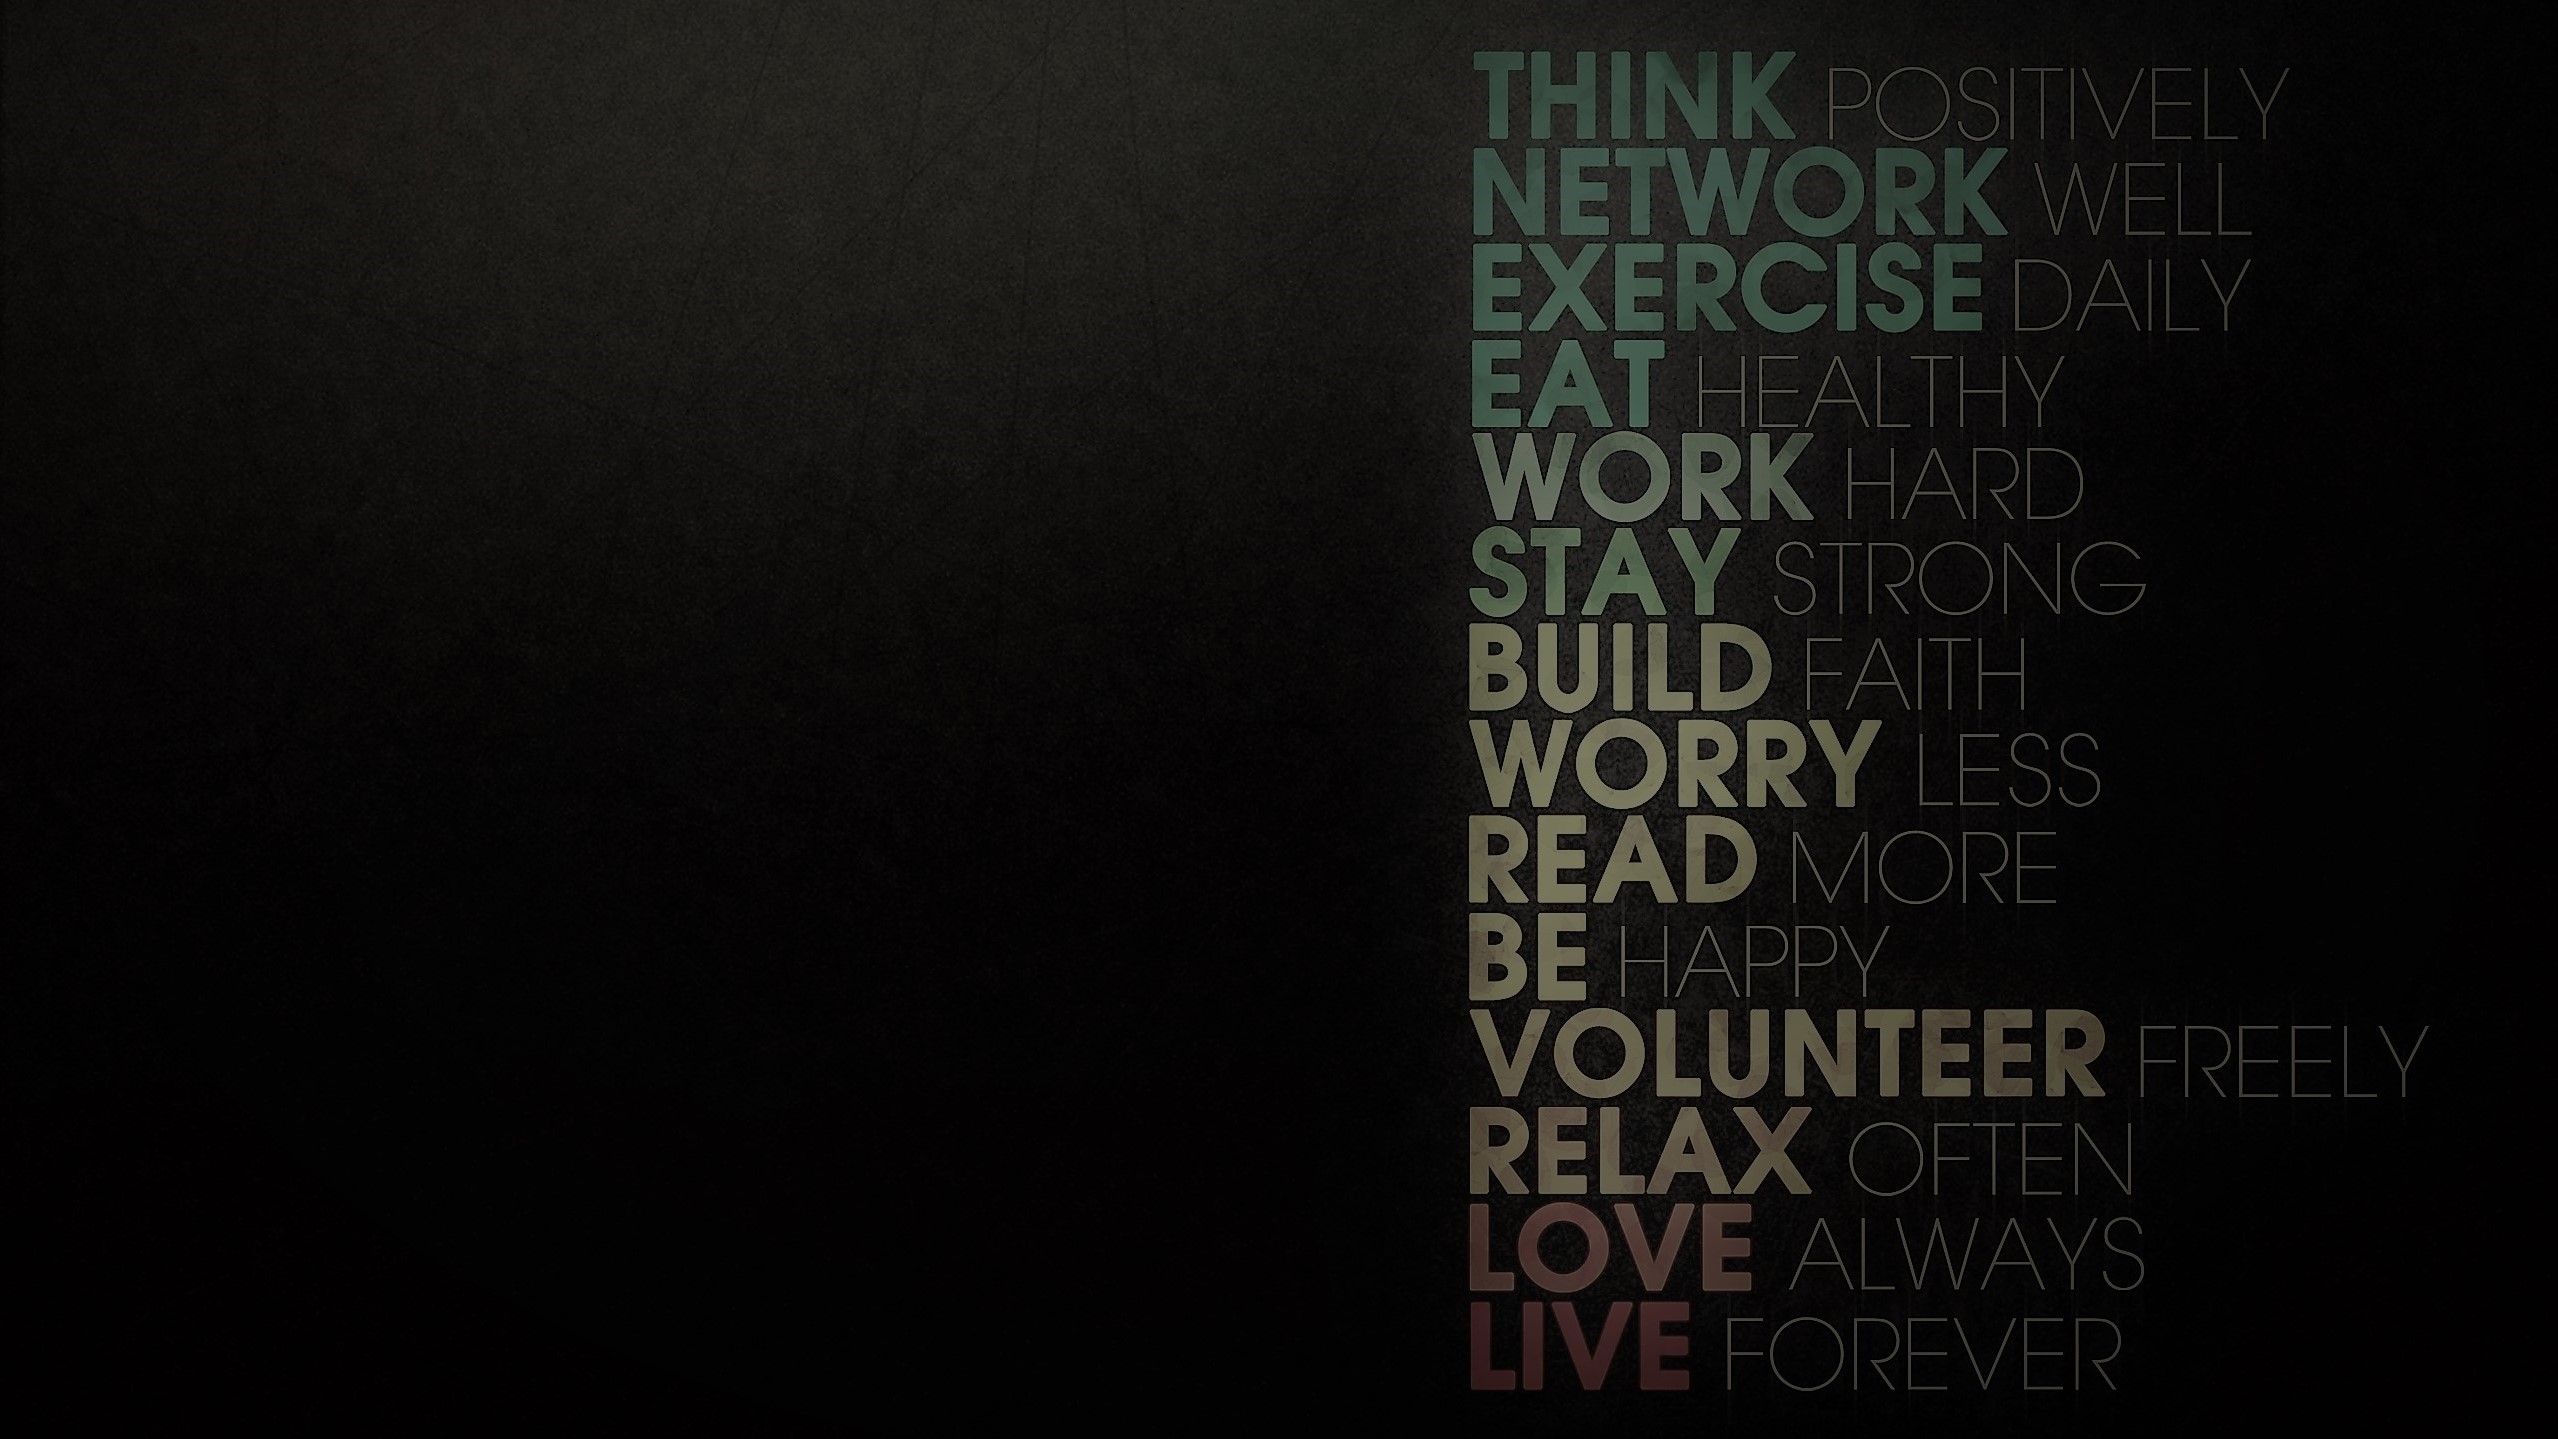 THINK POSITIVELY
NETWORK WELL
EXERCISE DAILY
EAT HEALTHY
WORK HARD
STAY STRONG
BUILD FAITH
WORRY LESS
READ MORE
BE HAPPY
VOLUNTEER FREELY
RELAX OFTEN
LOVE ALWAYS
LIVE FOREVER